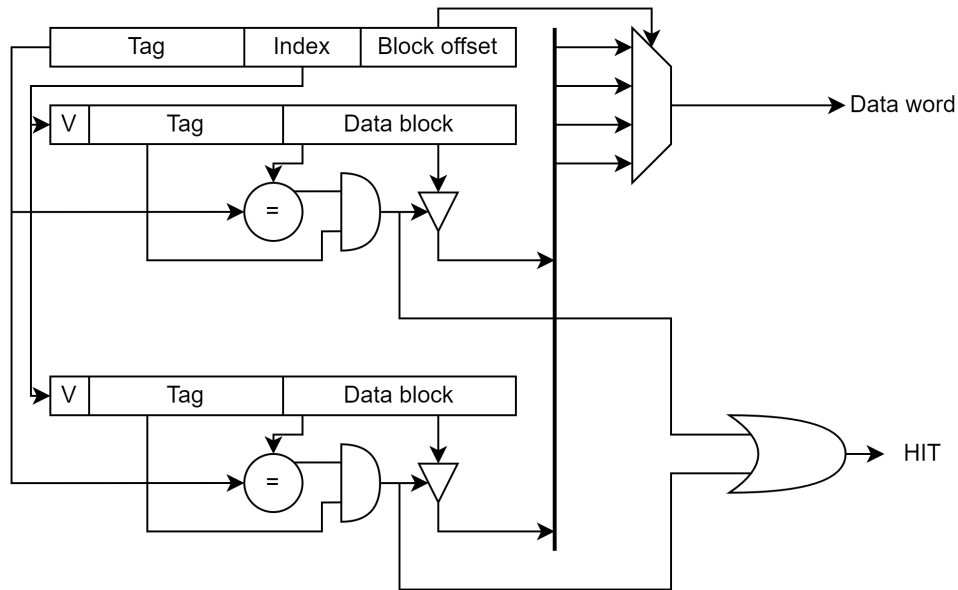 Tag Index Block offset
Data word
V Tag Data block
=
V Tag Data block
HIT
=